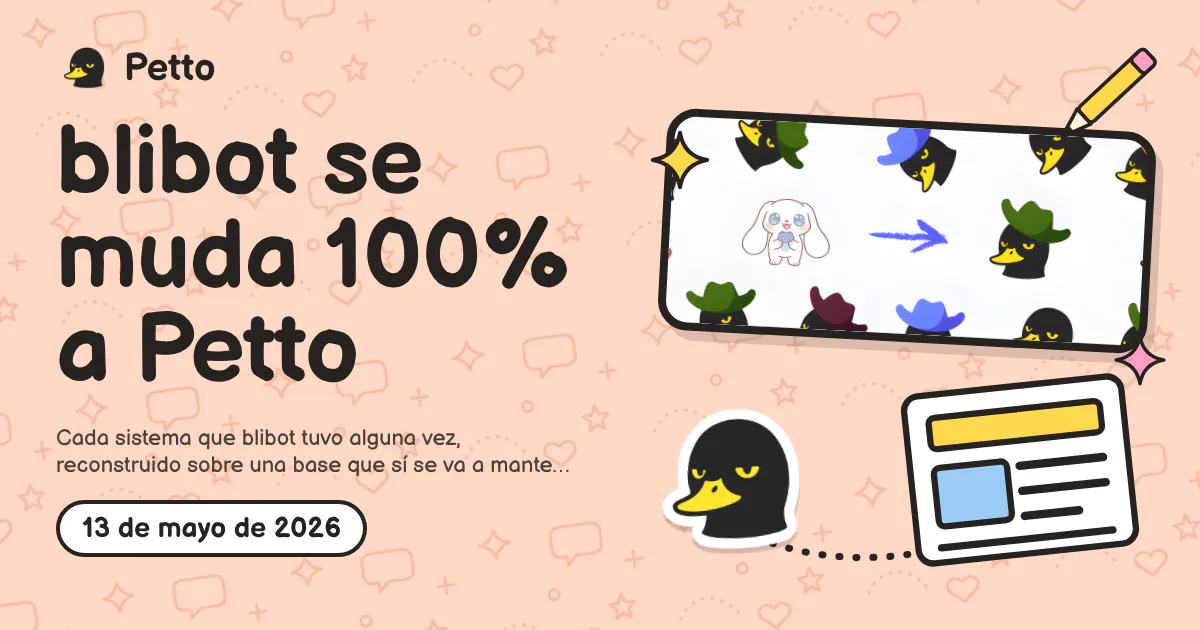 Petto
blibot se
muda 100%
a Petto
Cada sistema que blibot tuvo alguna vez,
reconstruido sobre una base que sí se va a mante...
13 de mayo de 2026